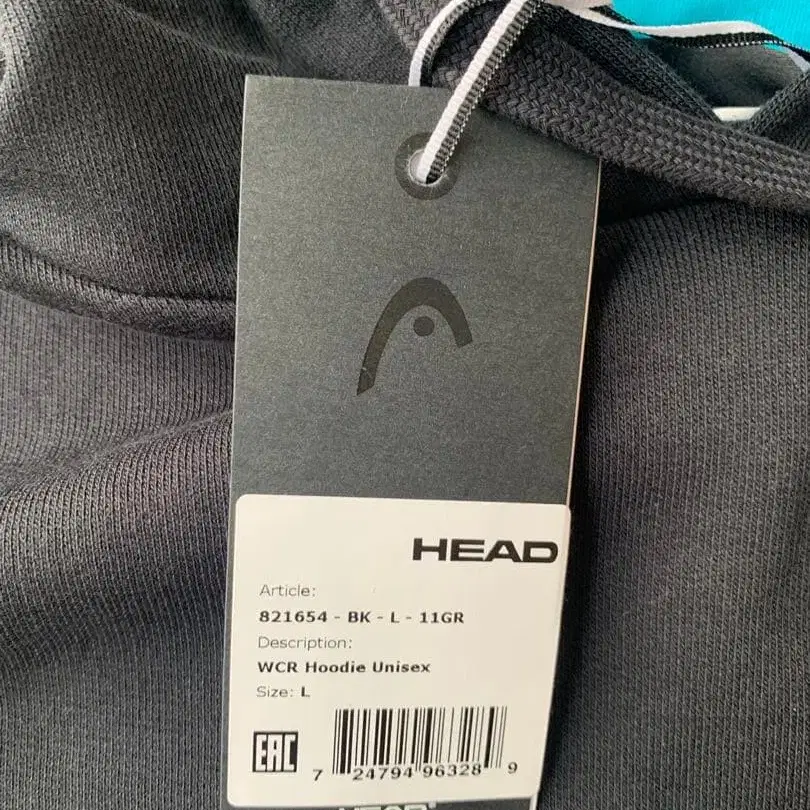 HEAD
Article:
821654 - BK - L - 11GR
Description:
WCR Hoodie Unisex
Size: L
EAC
7 24794 96328 9